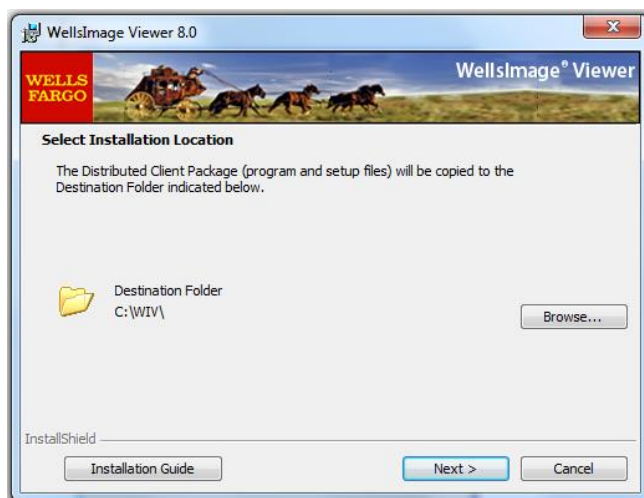 WellsImage Viewer 8.0
WELLS
FARGO
WellsImage® Viewer
Select Installation Location
The Distributed Client Package (program and setup files) will be copied to the
Destination Folder indicated below.
Destination Folder
C:\WIV\
Browse...
InstallShield
Installation Guide
Next >
Cancel